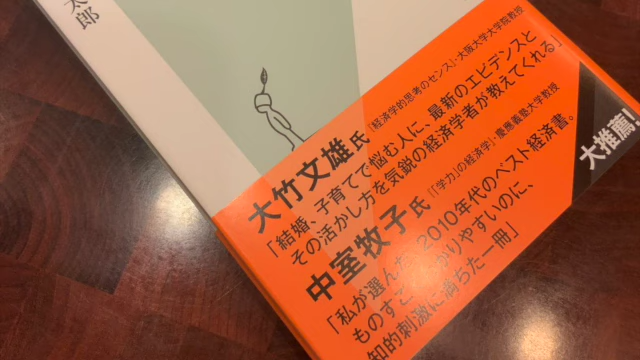 太郎
大竹文雄氏 『経済学的思考のセンス』・大阪大学大学院教授
「結婚、子育てで悩む人に、最新のエビデンスと
その活かし方を気鋭の経済学者が教えてくれる」
中室牧子氏 『「学力」の経済学』・慶應義塾大学教授
「私が選んだ、2010年代のベスト経済書。
ものすご かりやすいのに、
知的刺激に満ちた一冊」
大推薦!